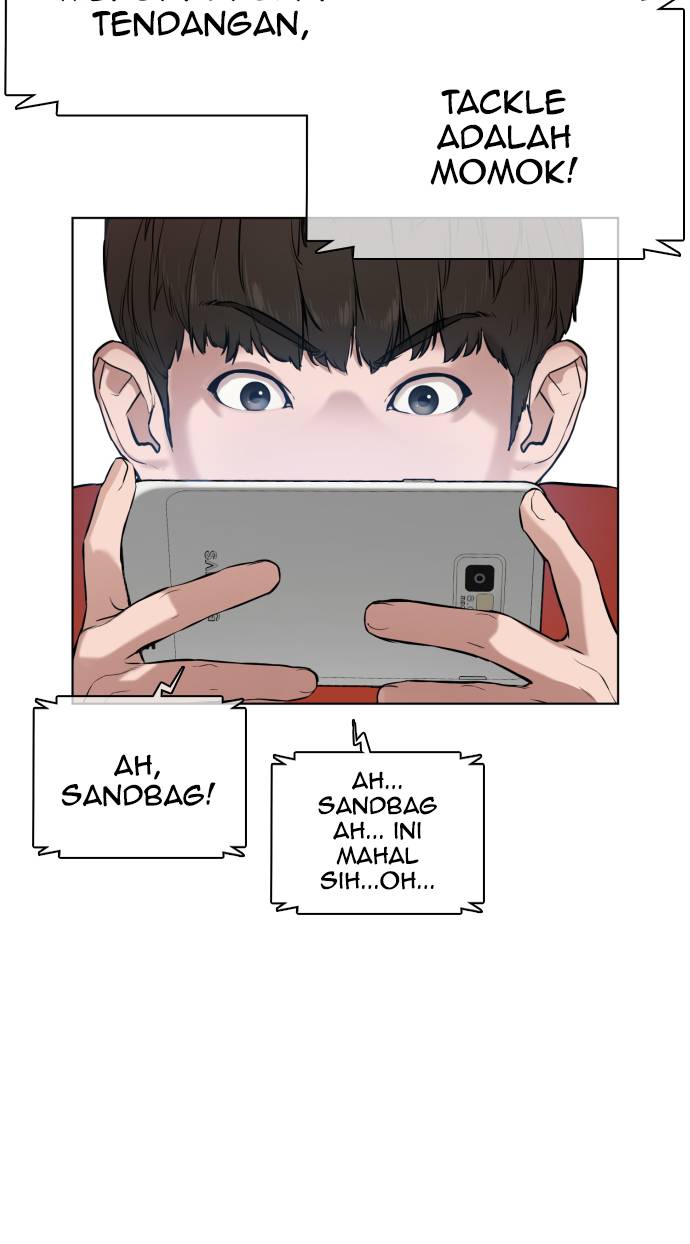 TENDANGAN,
TACKLE
ADALAH
MOMOK!
AH,
SANDBAG!
AH...
SANDBAG
AH... INI
MAHAL
SIH...OH...